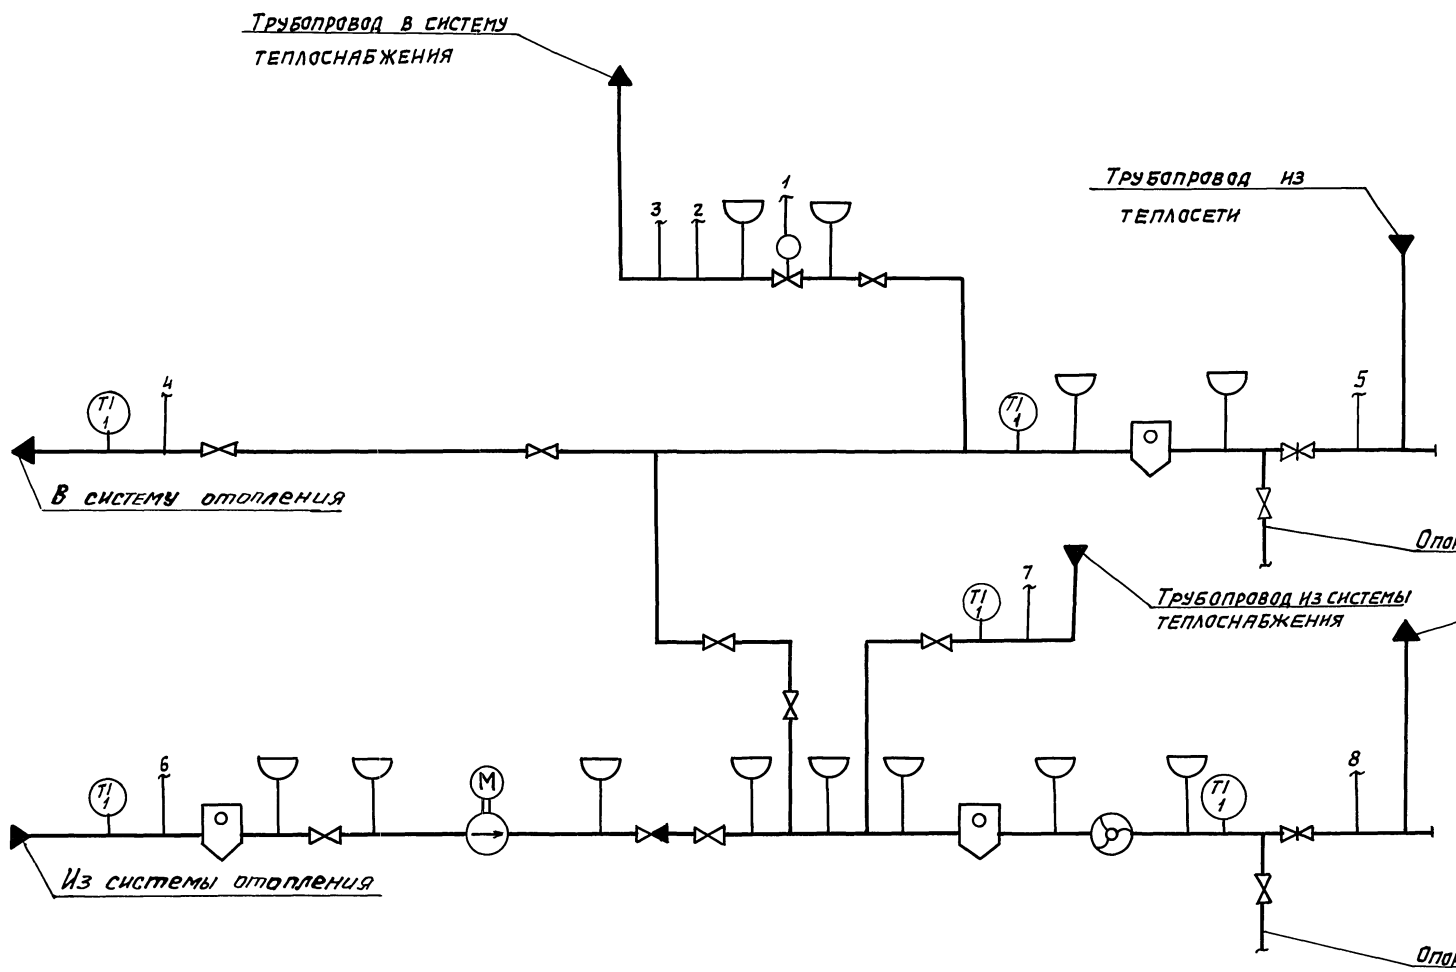 Трубопровод в систему
теплоснабжения
1
3
2
Трубопровод из
теплосети
4
TI
1
TI
1
5
В систему отопления
7
TI
1
Трубопровод из системы
теплоснабжения
6
M
8
TI
1
TI
1
Из системы отопления